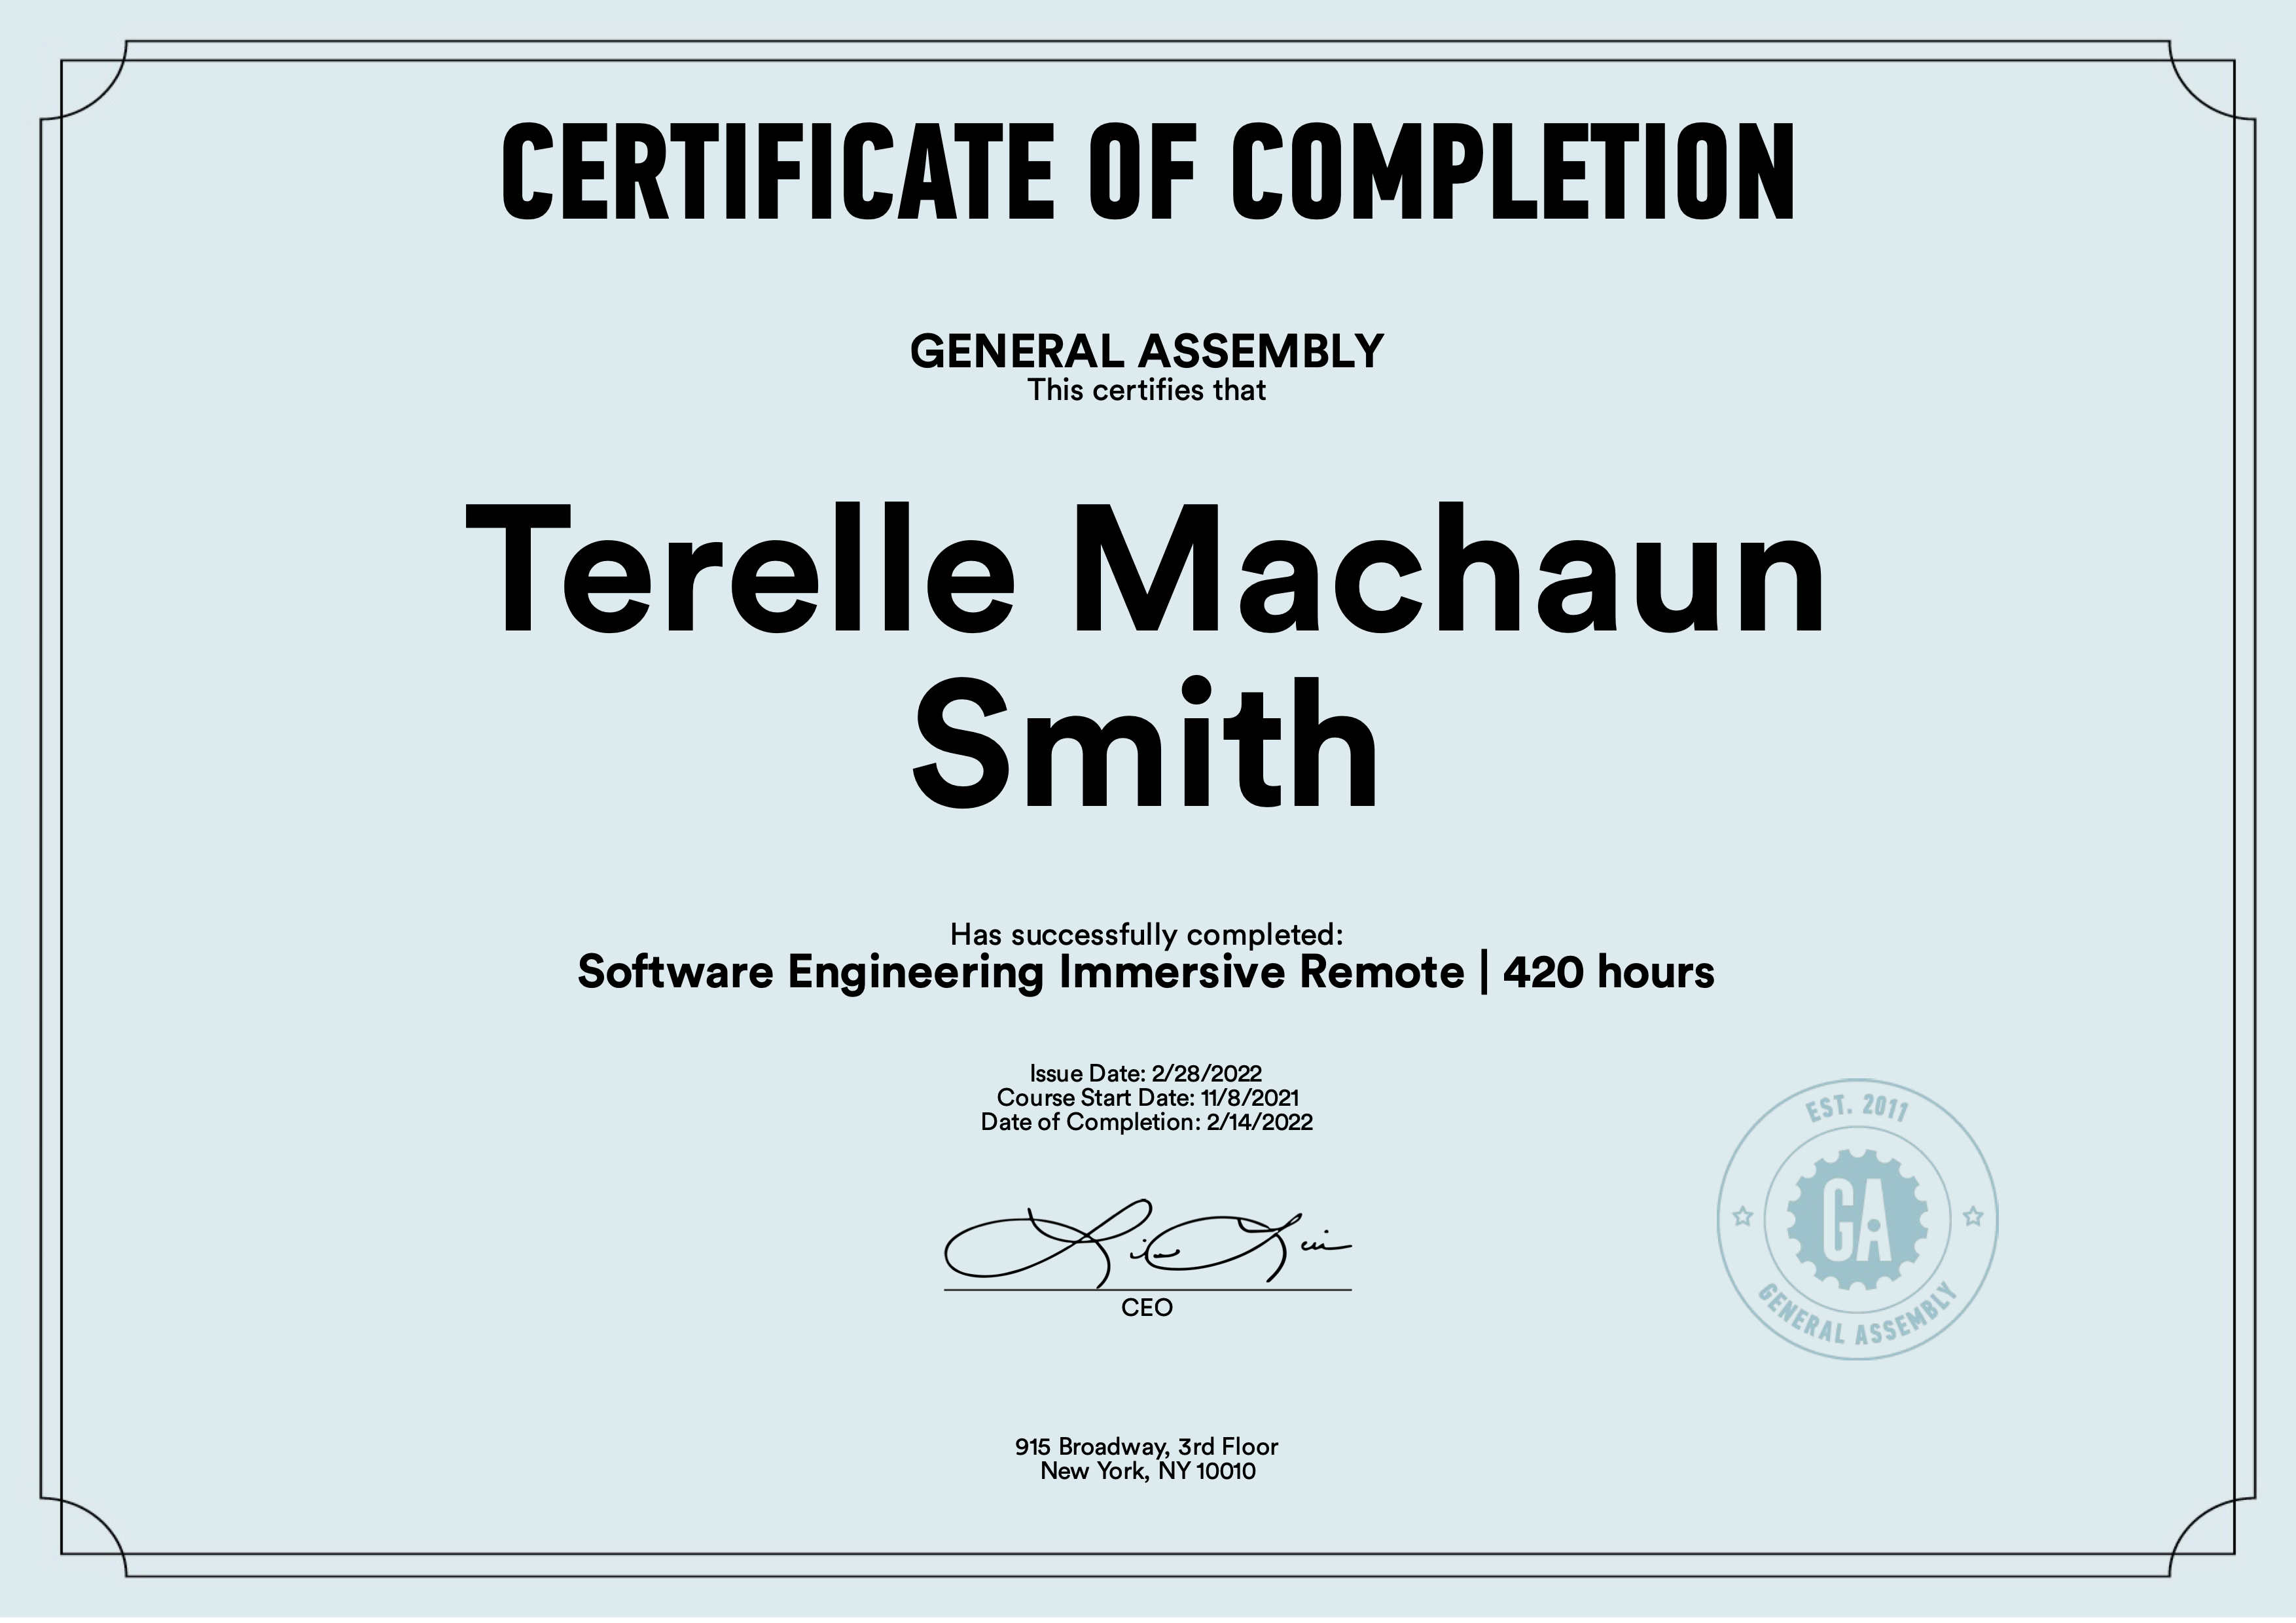 CERTIFICATE OF COMPLETION
GENERAL ASSEMBLY
This certifies that
Terelle Machaun
Smith
Has successfully completed:
Software Engineering Immersive Remote | 420 hours
Issue Date: 2/28/2022
Course Start Date: 11/8/2021
Date of Completion: 2/14/2022
CEO
EST. 2011
GA
GENERAL ASSEMBLY
915 Broadway, 3rd Floor
New York, NY 10010